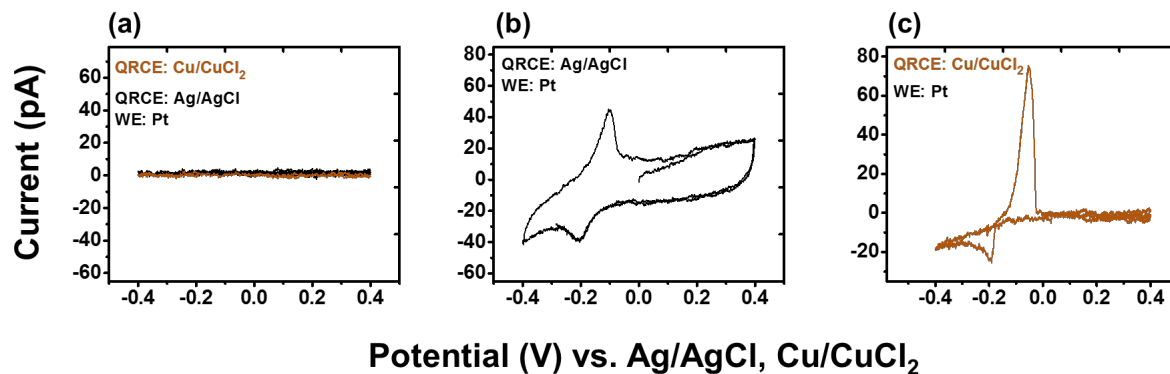 (a)
(b)
(c)
Current (pA)
QRCE: Cu/CuCl₂
QRCE: Ag/AgCl
WE: Pt
60
40
20
0
-20
-40
-60
-0.4 -0.2 0.0 0.2 0.4
QRCE: Ag/AgCl
WE: Pt
80
60
40
20
0
-20
-40
-60
-0.4 -0.2 0.0 0.2 0.4
QRCE: Cu/CuCl₂
WE: Pt
80
60
40
20
0
-20
-0.4 -0.2 0.0 0.2 0.4
Potential (V) vs. Ag/AgCl, Cu/CuCl₂